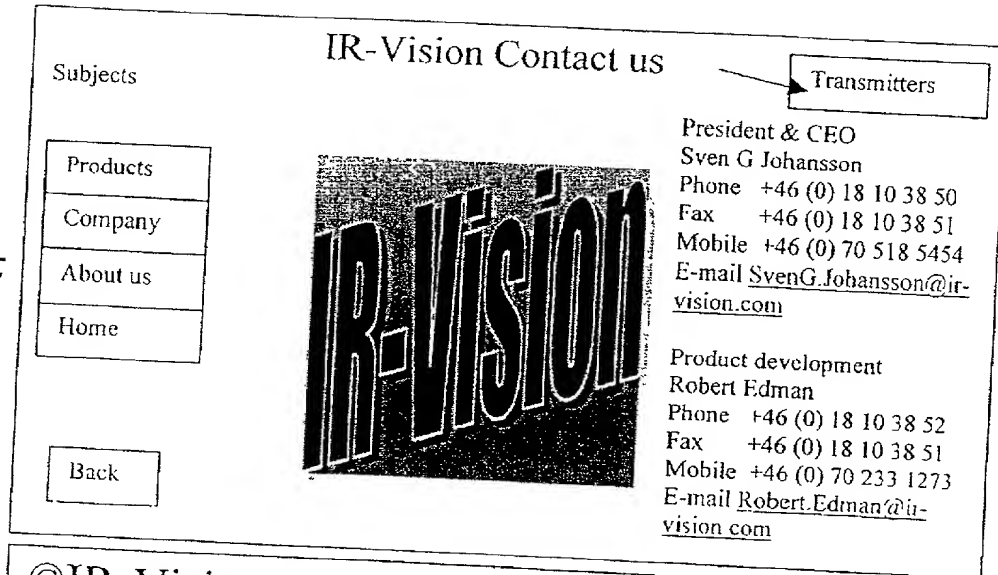 IR-Vision Contact us
Subjects
Transmitters
Products
Company
About us
Home
Back
IR-Vision
President & CEO
Sven G Johansson
Phone +46 (0) 18 10 38 50
Fax +46 (0) 18 10 38 51
Mobile +46 (0) 70 518 5454
E-mail SvenG.Johansson@ir-
vision.com
Product development
Robert Edman
Phone +46 (0) 18 10 38 52
Fax +46 (0) 18 10 38 51
Mobile +46 (0) 70 233 1273
E-mail Robert.Edman@ir-
vision com
©IR-Visi